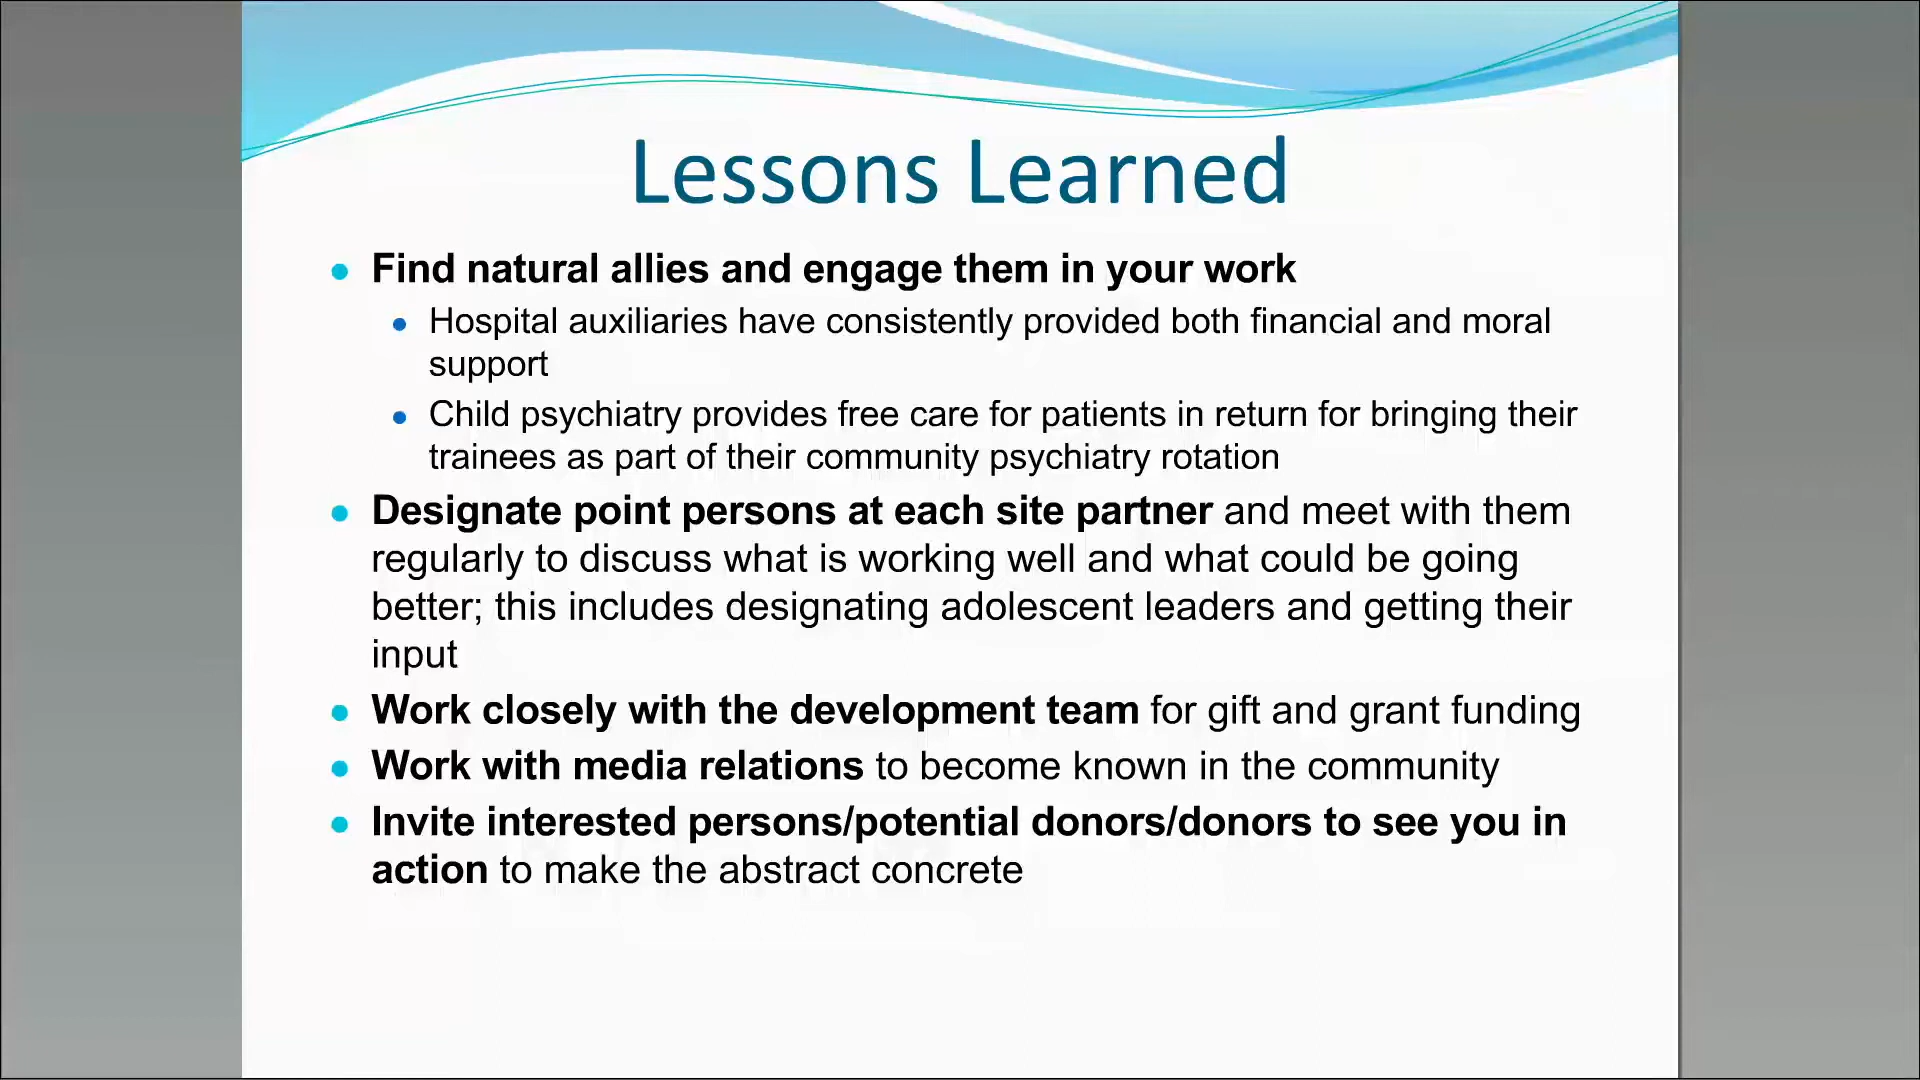 Lessons Learned
Find natural allies and engage them in your work
Hospital auxiliaries have consistently provided both financial and moral
support
Child psychiatry provides free care for patients in return for bringing their
trainees as part of their community psychiatry rotation
Designate point persons at each site partner and meet with them
regularly to discuss what is working well and what could be going
better; this includes designating adolescent leaders and getting their
input
Work closely with the development team for gift and grant funding
Work with media relations to become known in the community
Invite interested persons/potential donors/donors to see you in
action to make the abstract concrete